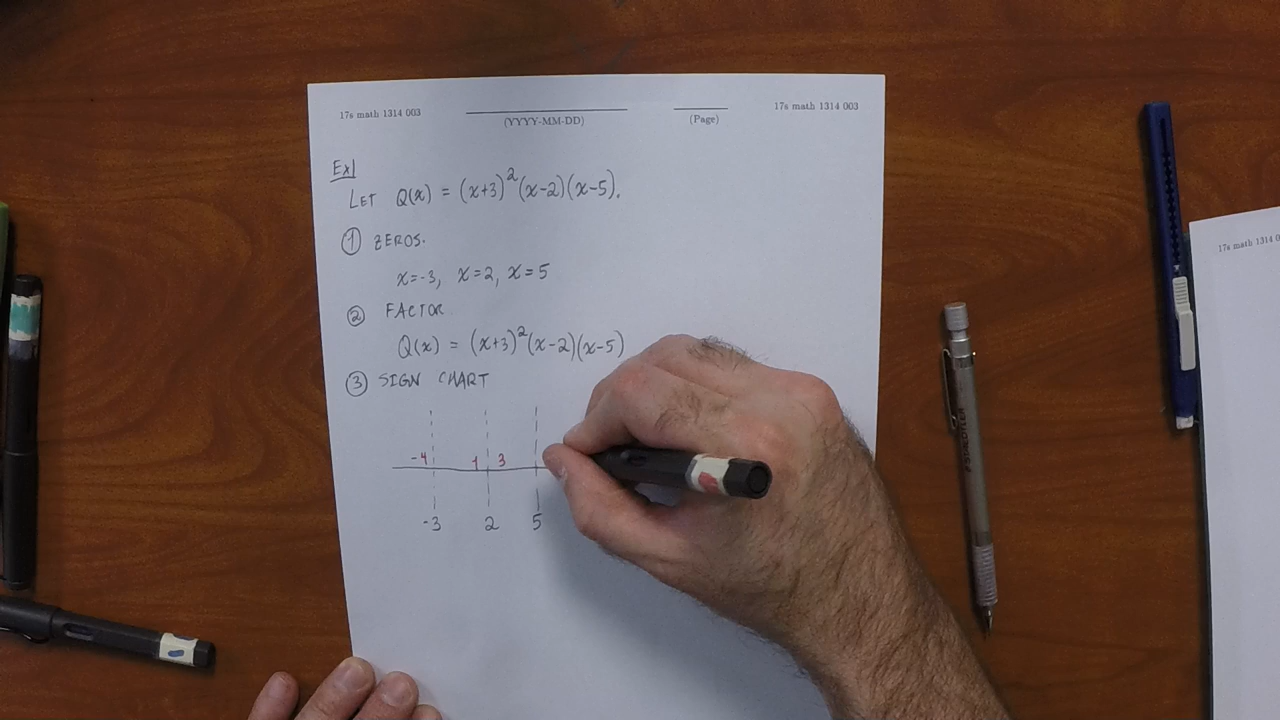 17s math 1314 003 (YYYY-MM-DD) (Page) 17s math 1314 003
Ex1
LET Q(x) = (x+3)²(x-2)(x-5).
① ZEROS.
x=-3, x=2, x=5
② FACTOR.
Q(x) = (x+3)²(x-2)(x-5)
③ SIGN CHART
-4 1 3
-3 2 5
17s math 1314 0